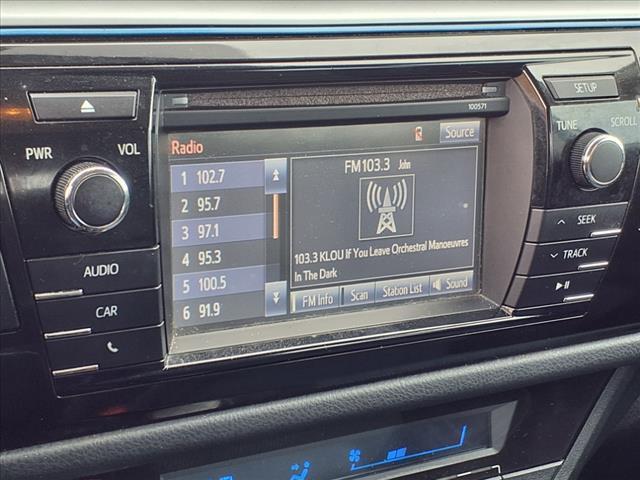 SETUP
100571
PWR
VOL
TUNE
SCROLL
Radio
Source
FM103.3 John
1 102.7
2 95.7
3 97.1
4 95.3
5 100.5
6 91.9
103.3 KLOU If You Leave Orchestral Manoeuvres
In The Dark
FM Info
Scan
Station List
Sound
SEEK
TRACK
AUDIO
CAR